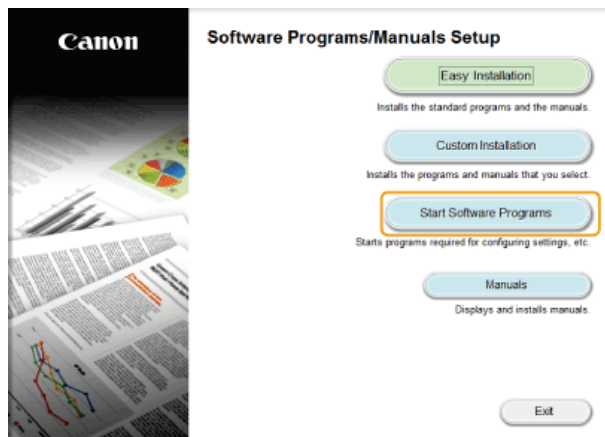 Canon
Software Programs/Manuals Setup
Easy Installation
Installs the standard programs and the manuals.
Custom Installation
Installs the programs and manuals that you select.
Start Software Programs
Starts programs required for configuring settings, etc.
Manuals
Displays and installs manuals.
Exit